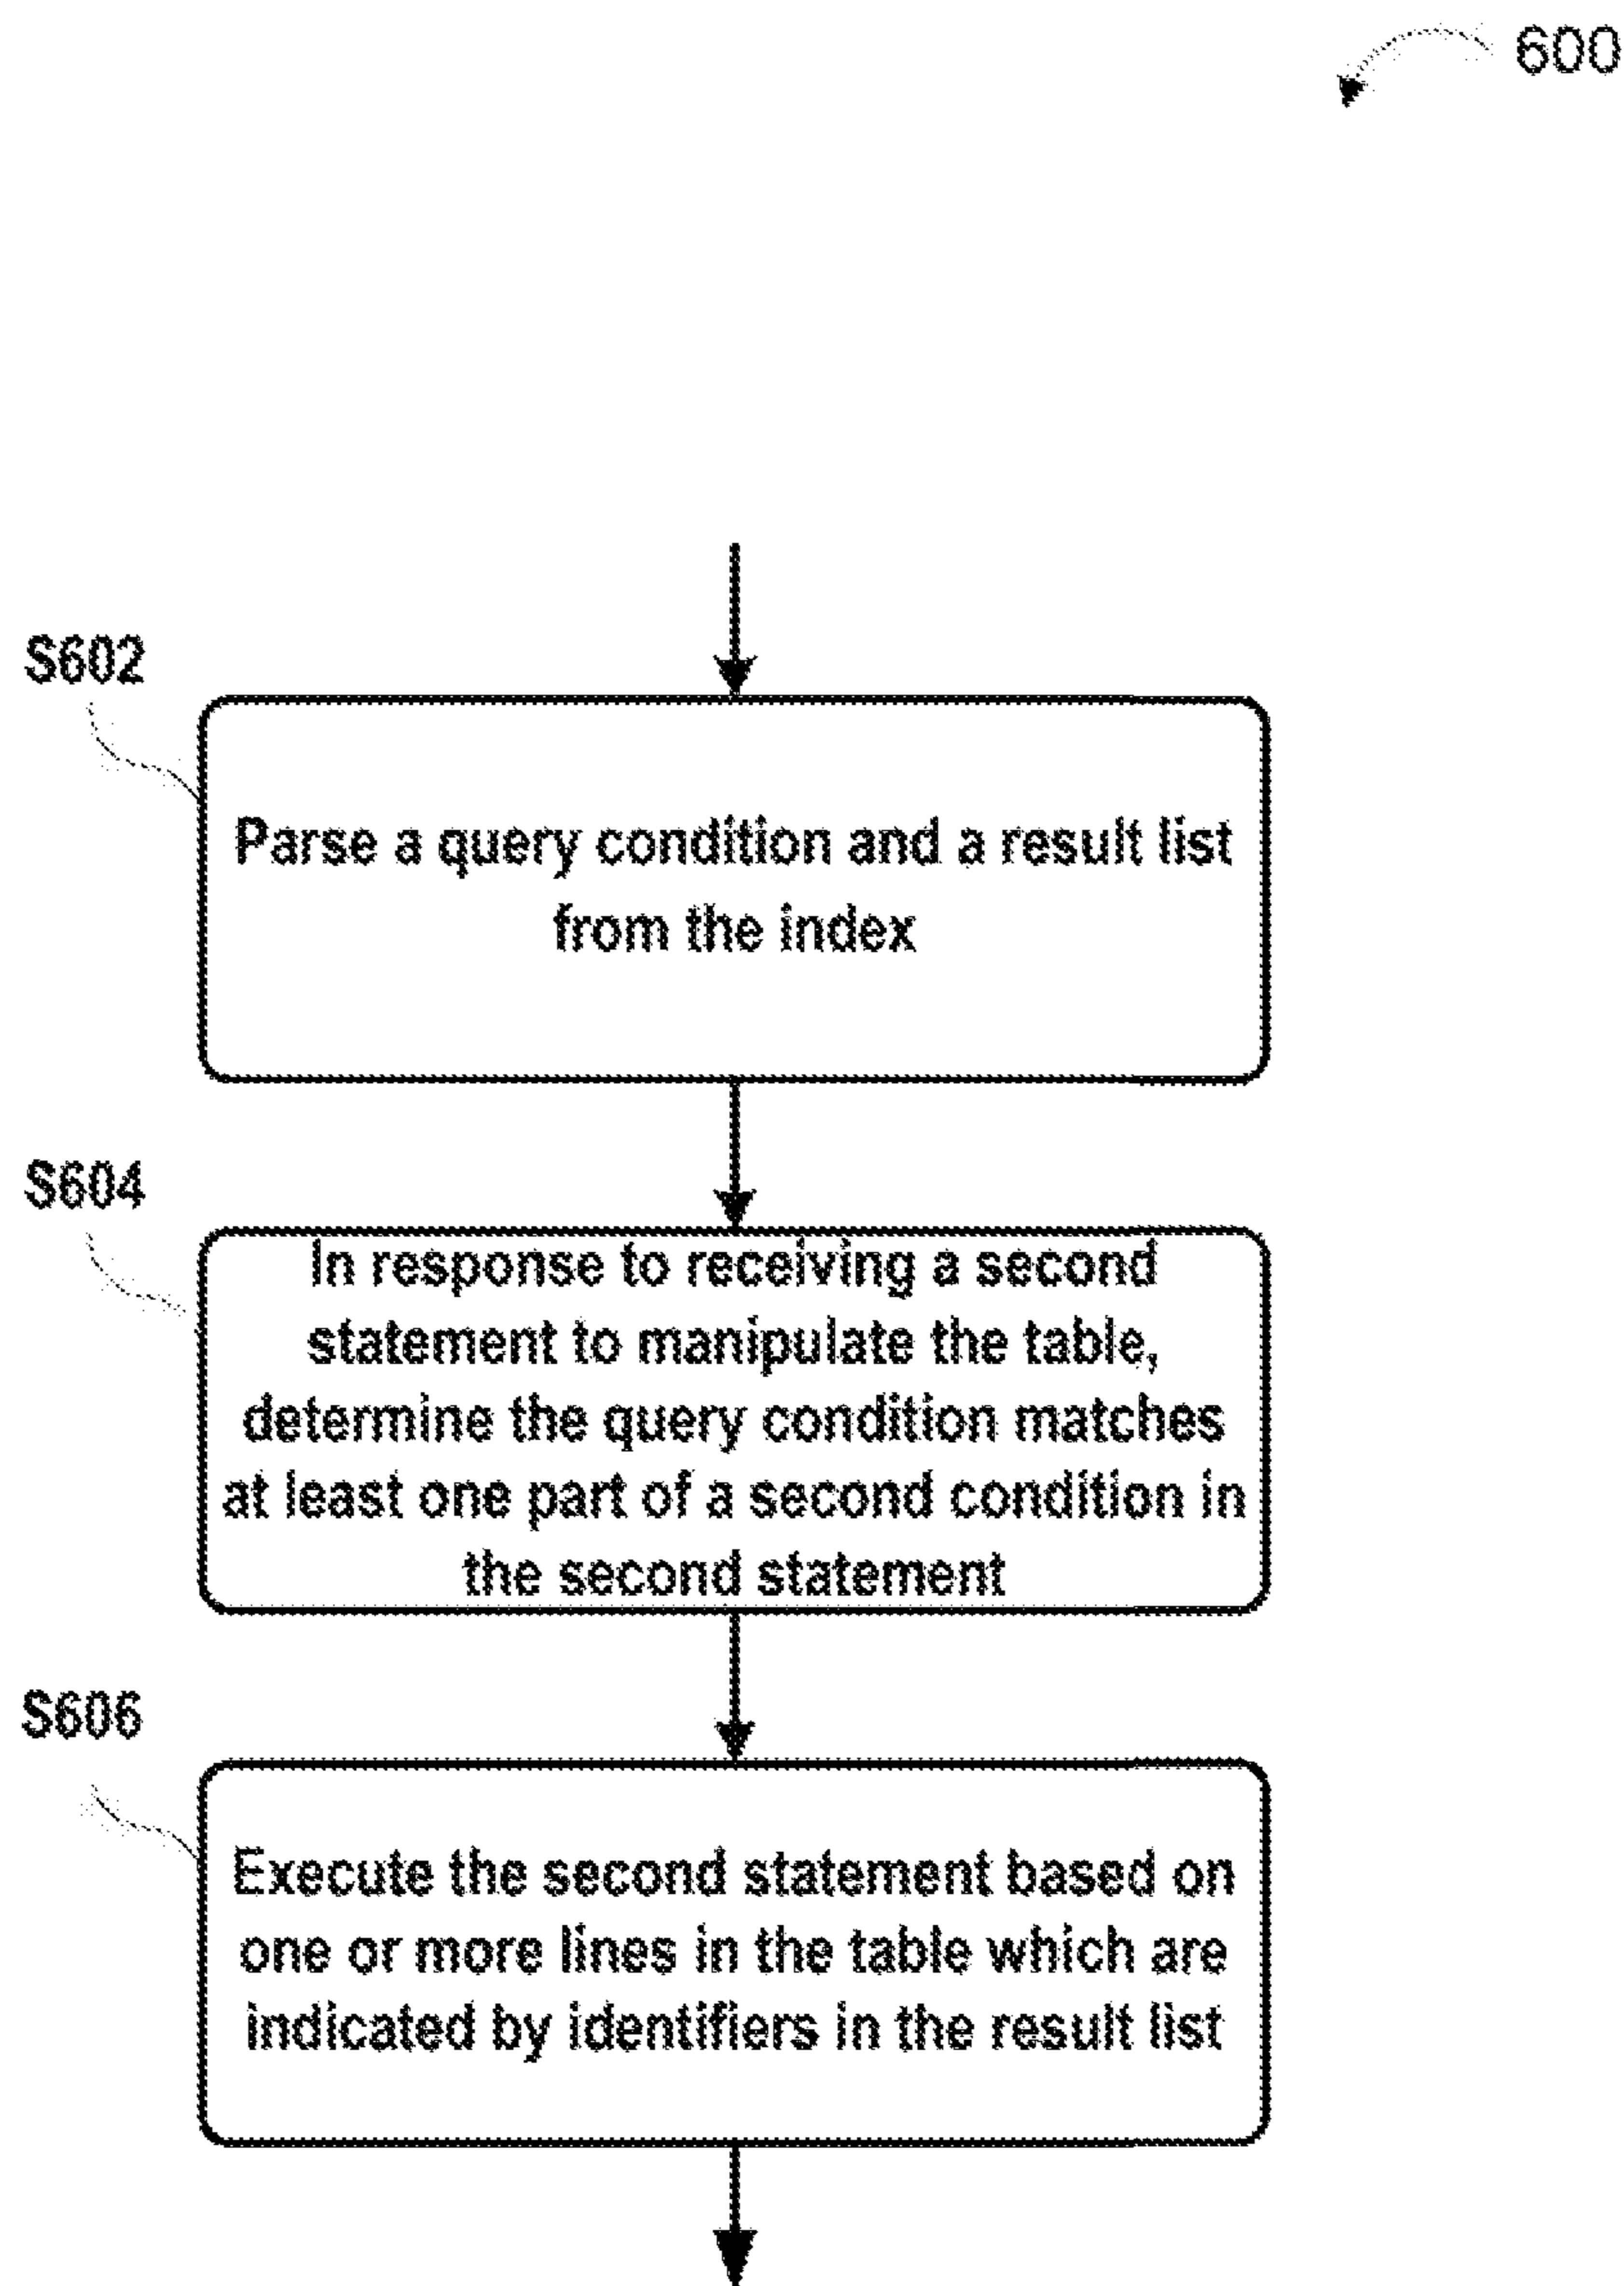 600
S602
Parse a query condition and a result list
from the index
S604
In response to receiving a second
statement to manipulate the table,
determine the query condition matches
at least one part of a second condition in
the second statement
S606
Execute the second statement based on
one or more lines in the table which are
indicated by identifiers in the result list